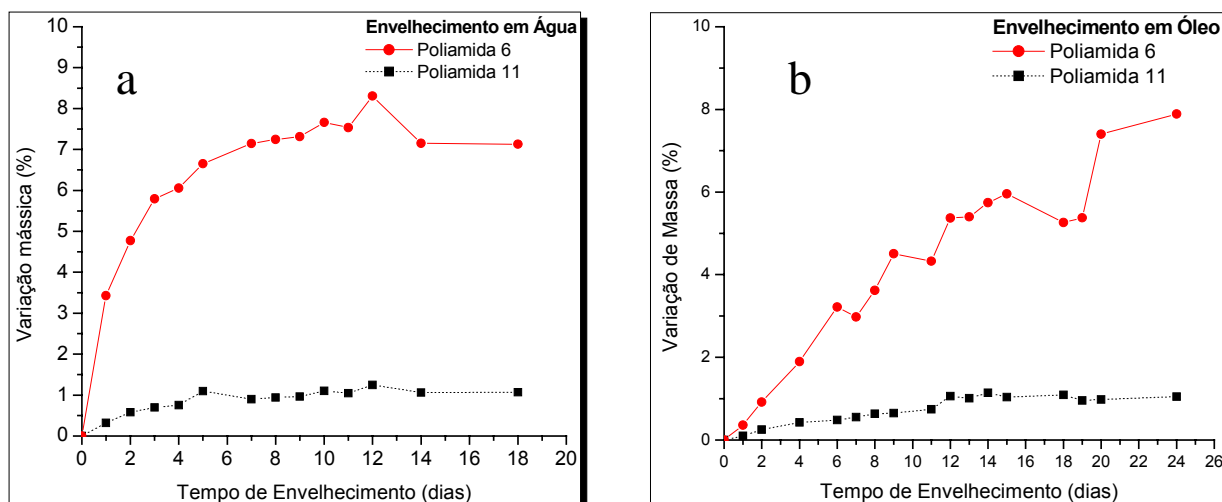 Envelhecimento em Água
Poliamida 6
Poliamida 11
a
Variação mássica (%)
10
9
8
7
6
5
4
3
2
1
0
0 2 4 6 8 10 12 14 16 18 20
Tempo de Envelhecimento (dias)
Envelhecimento em Óleo
Poliamida 6
Poliamida 11
b
Variação de Massa (%)
10
8
6
4
2
0
0 2 4 6 8 10 12 14 16 18 20 22 24 26
Tempo de Envelhecimento (dias)